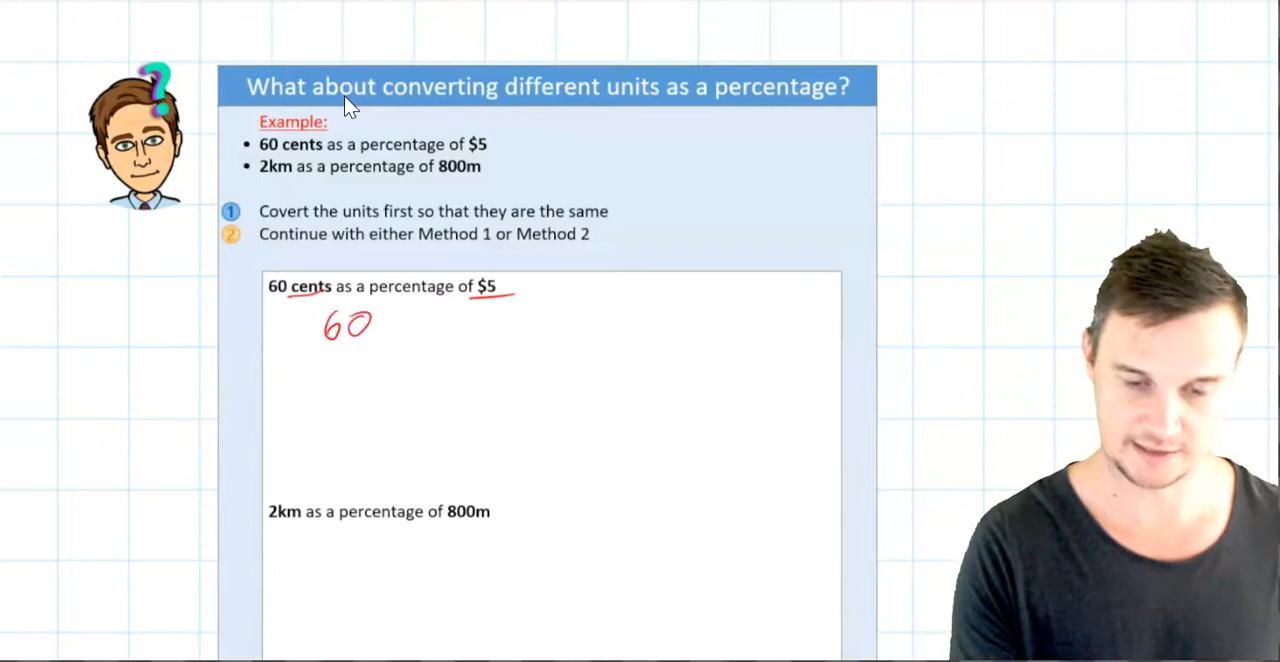 What about converting different units as a percentage?
Example:
• 60 cents as a percentage of $5
• 2km as a percentage of 800m
1 Covert the units first so that they are the same
2 Continue with either Method 1 or Method 2
60 cents as a percentage of $5
60
2km as a percentage of 800m